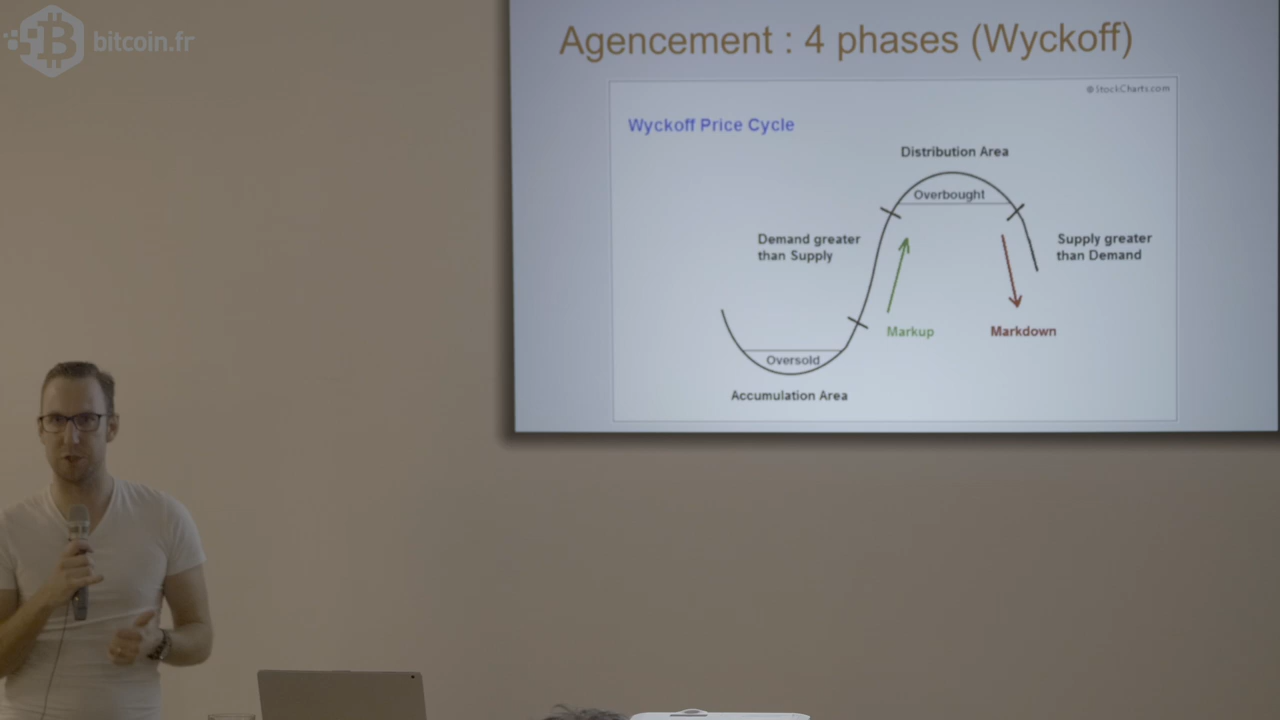 bitcoin.fr
Agencement : 4 phases (Wyckoff)
© StockCharts.com
Wyckoff Price Cycle
Distribution Area
Overbought
Demand greater
than Supply
Supply greater
than Demand
Markup
Markdown
Oversold
Accumulation Area